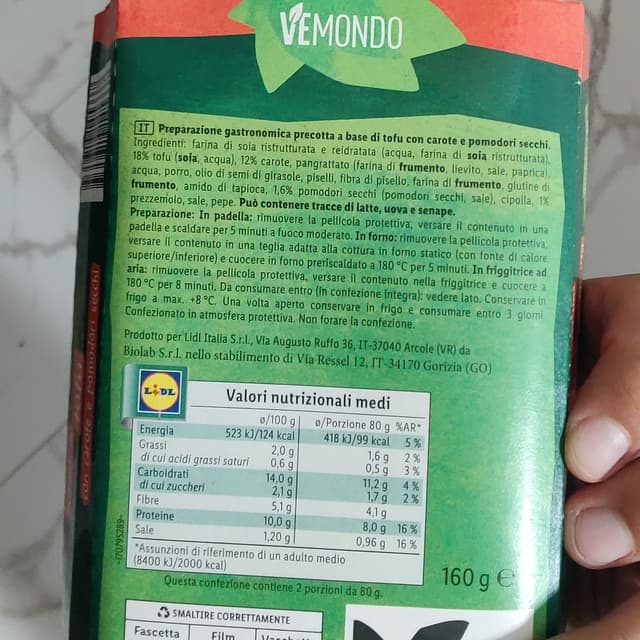 VEMONDO
IT Preparazione gastronomica precotta a base di tofu con carote e pomodori secchi.
Ingredienti: farina di soia ristrutturata e reidratata (acqua, farina di soia ristrutturata),
18% tofu (soia, acqua), 12% carote, pangrattato (farina di frumento, lievito, sale, paprica),
acqua, porro, olio di semi di girasole, piselli, fibra di pisello, farina di frumento, glutine di
frumento, amido di tapioca, 1,6% pomodori secchi (pomodori secchi, sale), cipolla, 1%
prezzemolo, sale, pepe. Può contenere tracce di latte, uova e senape.
Preparazione: In padella: rimuovere la pellicola protettiva, versare il contenuto in una
padella e scaldare per 5 minuti a fuoco moderato. In forno: rimuovere la pellicola protettiva,
versare il contenuto in una teglia adatta alla cottura in forno statico (con fonte di calore
superiore/inferiore) e cuocere in forno preriscaldato a 180 °C per 5 minuti. In friggitrice ad
aria: rimuovere la pellicola protettiva, versare il contenuto nella friggitrice e cuocere a
180 °C per 8 minuti. Da consumare entro (in confezione integra): vedere lato. Conservare in
frigo a max. +8 °C. Una volta aperto conservare in frigo e consumare entro 3 giorni.
Confezionato in atmosfera protettiva. Non forare la confezione.
Prodotto per Lidl Italia S.r.l., Via Augusto Ruffo 36, IT-37040 Arcole (VR) da
Biolab S.r.l. nello stabilimento di Via Ressel 12, IT-34170 Gorizia (GO)
LIDL
Valori nutrizionali medi
ø/100 g ø/Porzione 80 g %AR*
Energia 523 kJ/124 kcal 418 kJ/99 kcal 5 %
Grassi 2,0 g 1,6 g 2 %
di cui acidi grassi saturi 0,6 g 0,5 g 3 %
Carboidrati 14,0 g 11,2 g 4 %
di cui zuccheri 2,1 g 1,7 g 2 %
Fibre 5,1 g 4,1 g
Proteine 10,0 g 8,0 g 16 %
Sale 1,20 g 0,96 g 16 %
*Assunzioni di riferimento di un adulto medio
(8400 kJ/2000 kcal)
Questa confezione contiene 2 porzioni da 80 g.
160 g e
SMALTIRE CORRETTAMENTE
Fascetta Film
con carote e pomodori secchi